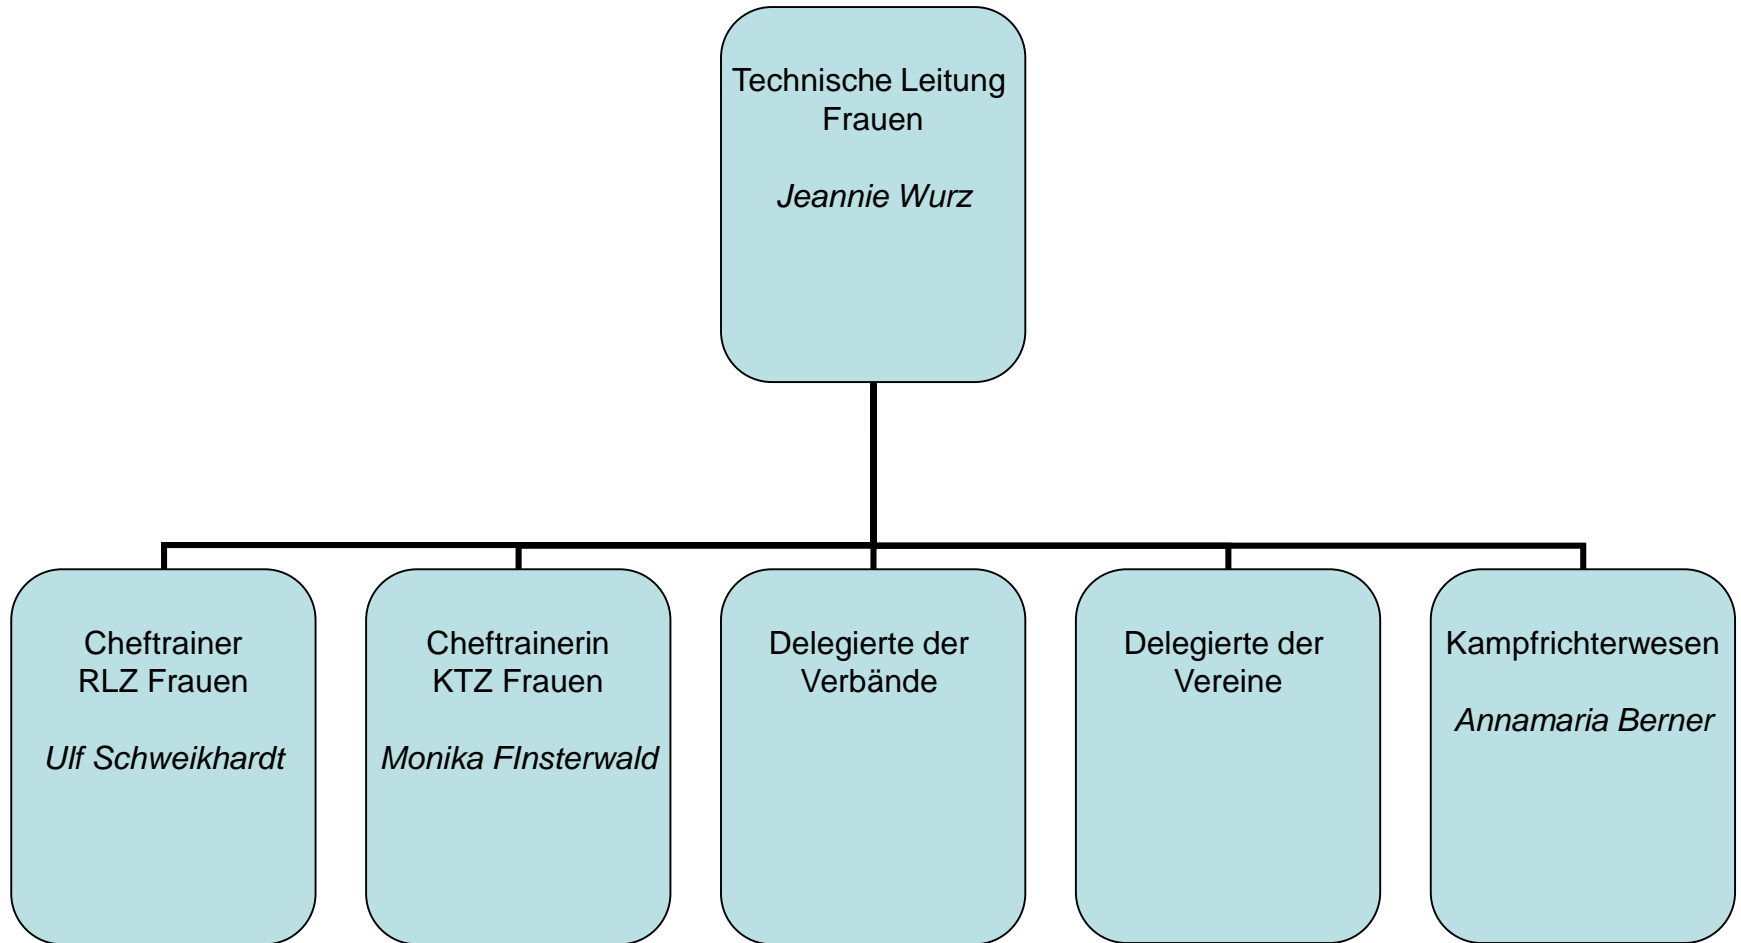 Technische Leitung
Frauen
Jeannie Wurz
Cheftrainer
RLZ Frauen
Ulf Schweikhardt
Cheftrainerin
KTZ Frauen
Monika FInsterwald
Delegierte der
Verbände
Delegierte der
Vereine
Kampfrichterwesen
Annamaria Berner